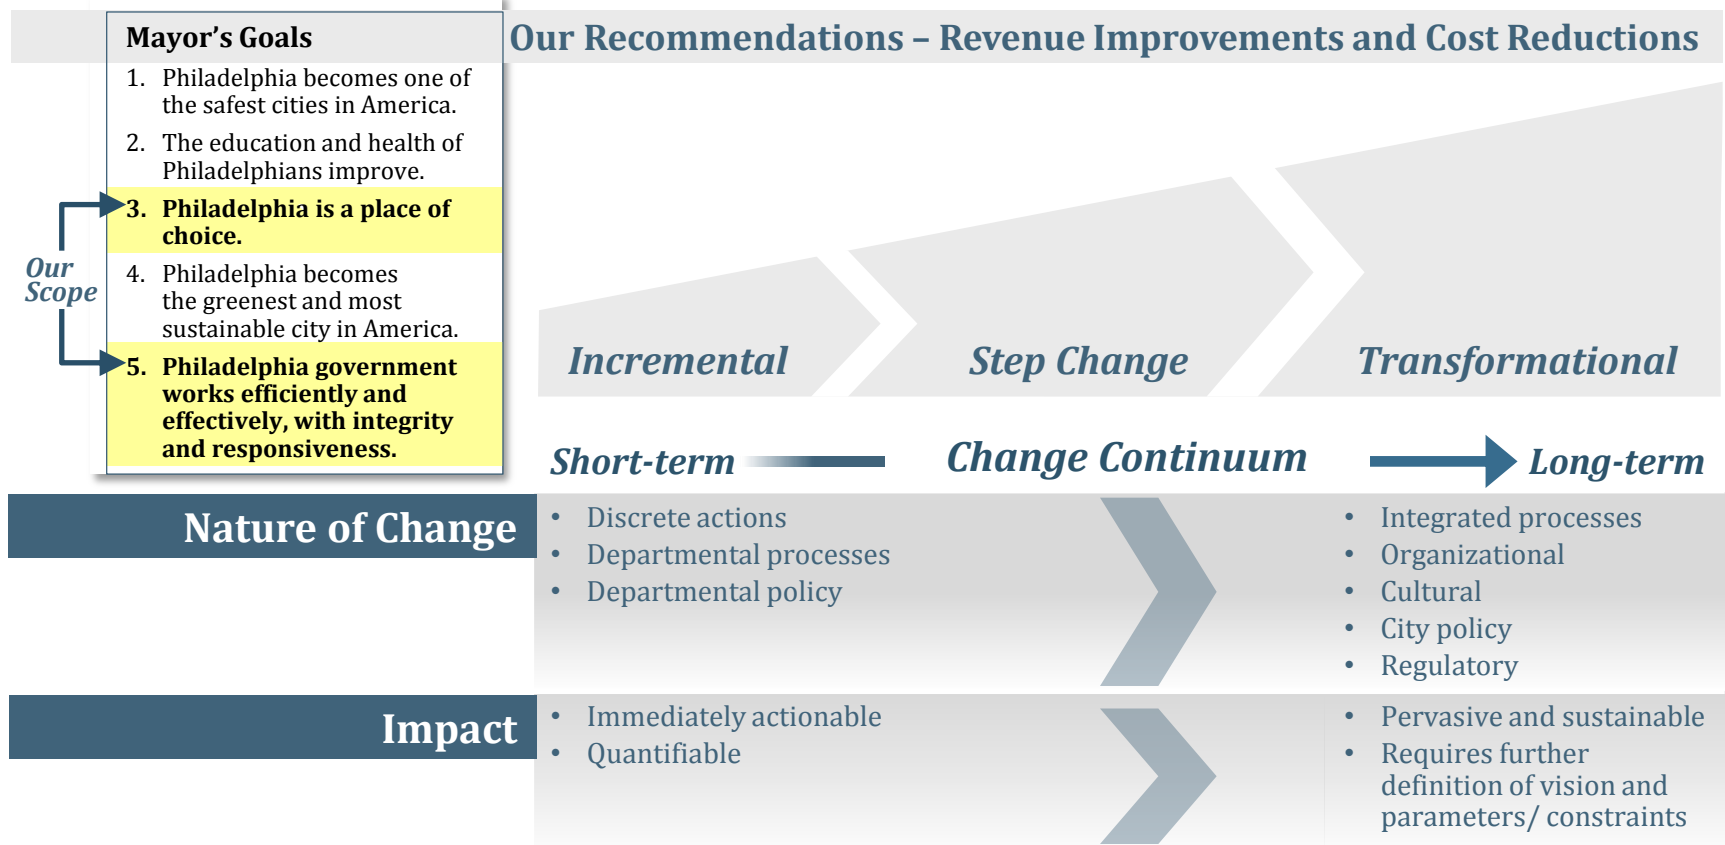 Mayor's Goals
1. Philadelphia becomes one of
the safest cities in America.
2. The education and health of
Philadelphians improve.
3. Philadelphia is a place of
choice.
4. Philadelphia becomes
the greenest and most
sustainable city in America.
5. Philadelphia government
works efficiently and
effectively, with integrity
and responsiveness.
Our
Scope
Our Recommendations – Revenue Improvements and Cost Reductions
Incremental
Step Change
Transformational
Short-term
Change Continuum
Long-term
Nature of Change
• Discrete actions
• Departmental processes
• Departmental policy
• Integrated processes
• Organizational
• Cultural
• City policy
• Regulatory
Impact
• Immediately actionable
• Quantifiable
• Pervasive and sustainable
• Requires further
definition of vision and
parameters/ constraints